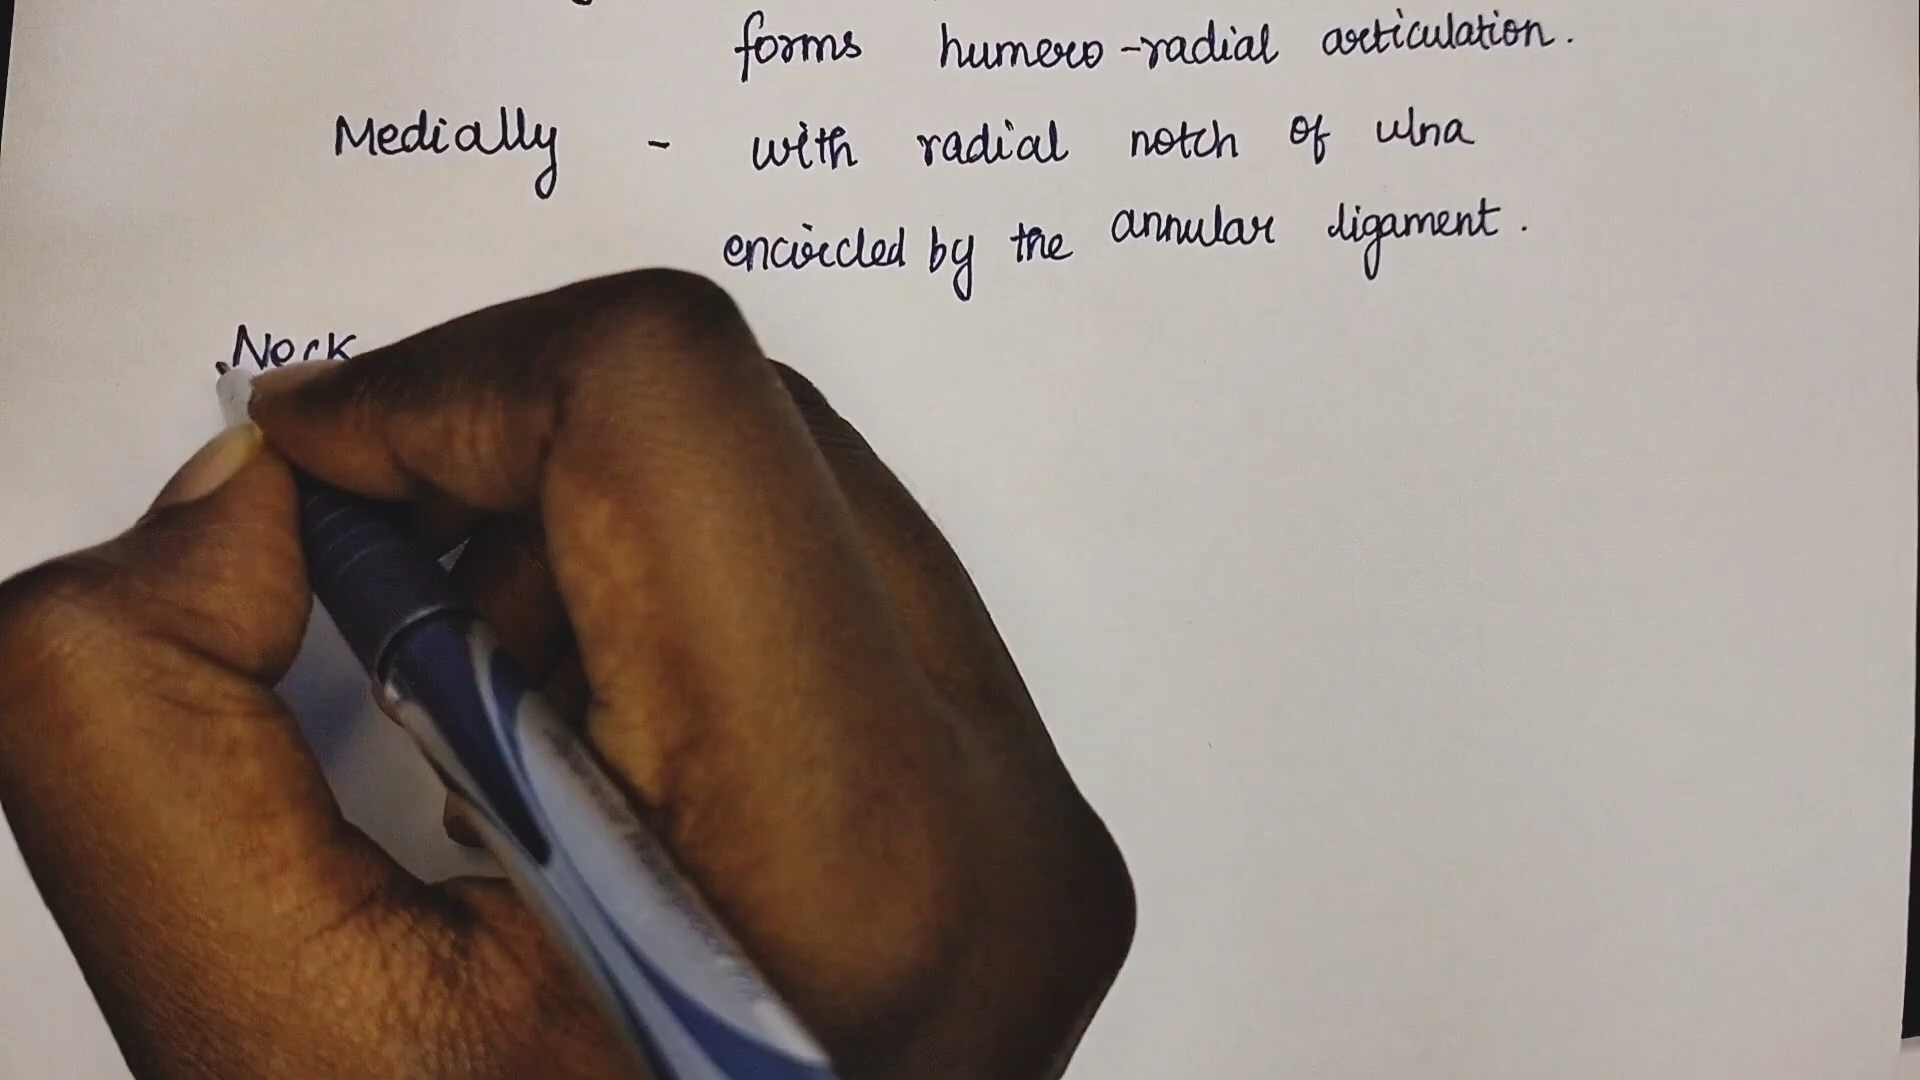 forms humero-radial articulation.
Medially - with radial notch of ulna
encircled by the annular ligament.
Neck